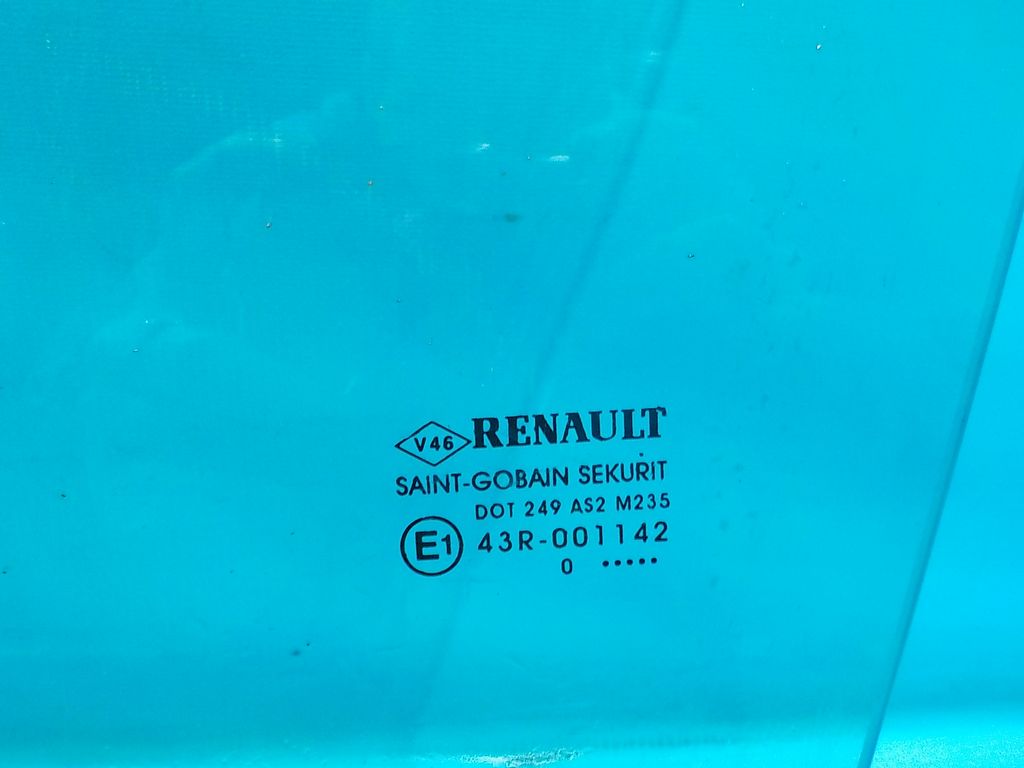 V46 RENAULT
SAINT-GOBAIN SEKURIT
DOT 249 AS2 M235
E1 43R-001142
0 •••••